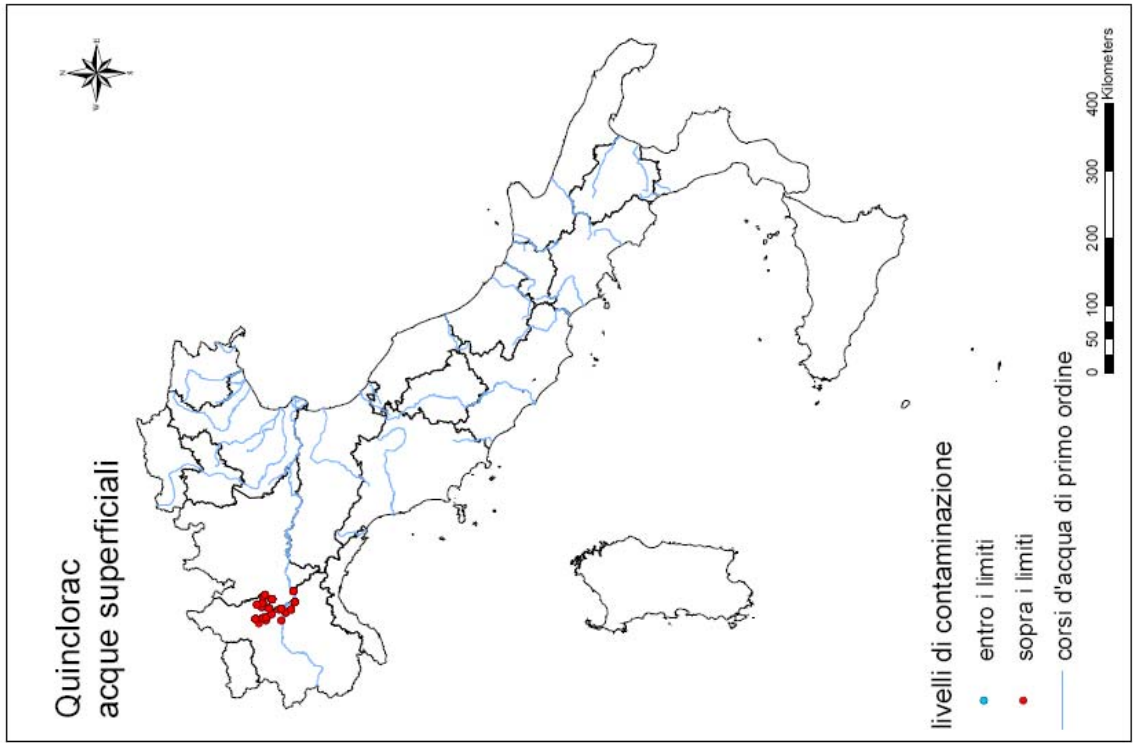 Quinclorac
acque superficiali
N
W
E
S
livelli di contaminazione
entro i limiti
sopra i limiti
corsi d'acqua di primo ordine
0 50 100 200 300 400
Kilometers